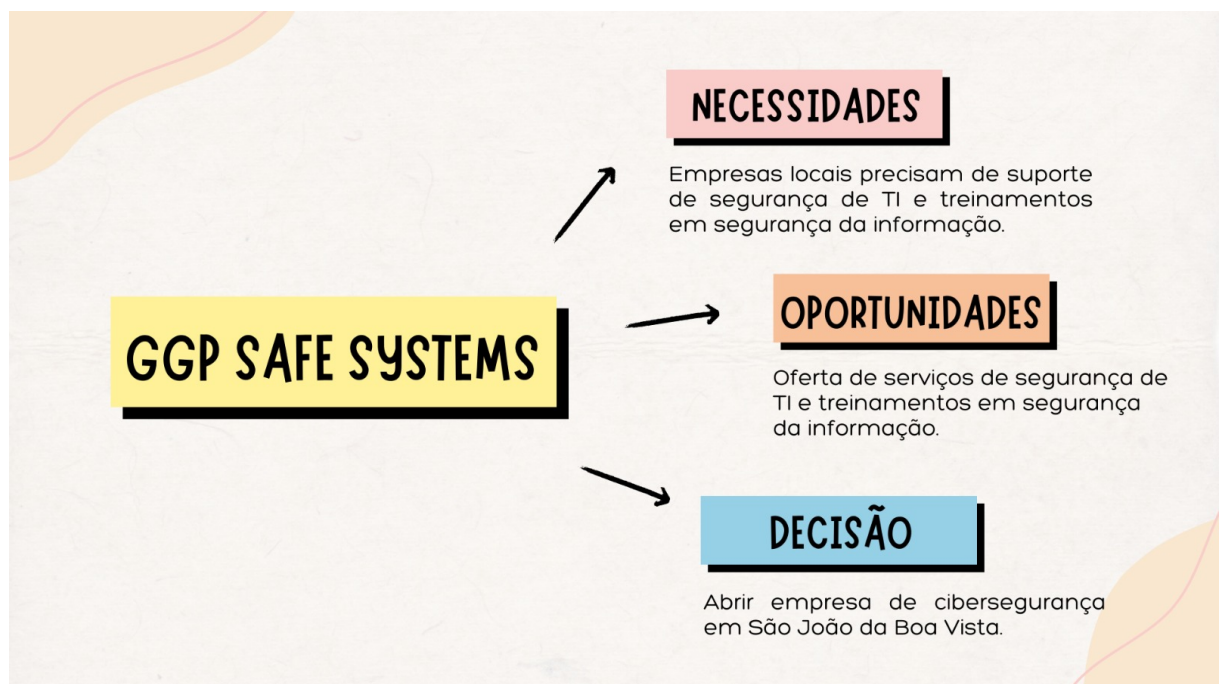 NECESSIDADES
Empresas locais precisam de suporte
de segurança de TI e treinamentos
em segurança da informação.
GGP SAFE SYSTEMS
OPORTUNIDADES
Oferta de serviços de segurança de
TI e treinamentos em segurança
da informação.
DECISÃO
Abrir empresa de cibersegurança
em São João da Boa Vista.